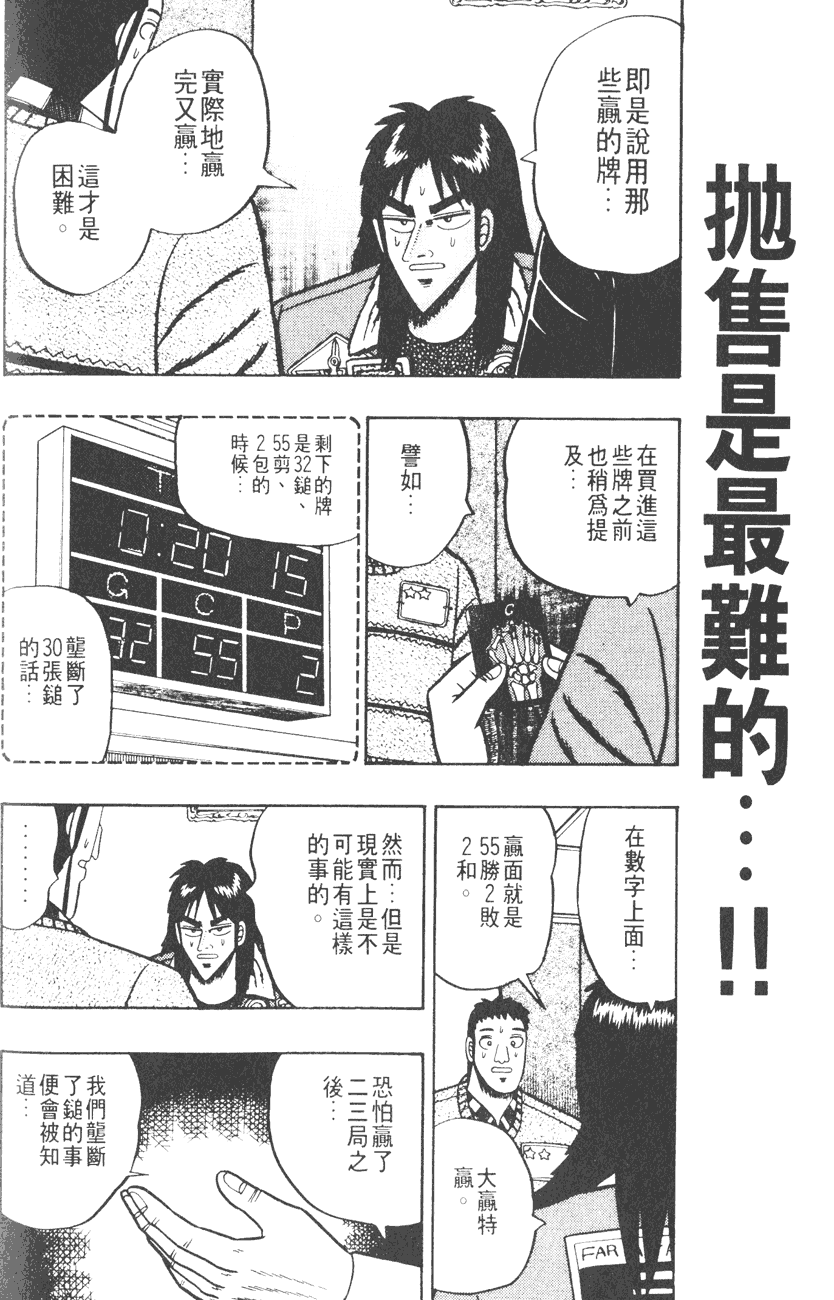 拋售是最難的…!!
即是說用那
些贏的牌…
實際地贏
完又贏…
這才是
困難。
在買進這
些牌之前
也稍爲提
及…
譬如…
剩下的牌
是32鎚、
55剪、
2包的
時候…
T
0:20 15
G C P
32 55 2
壟斷了
30張鎚
的話…
G
在數字上面…
贏面就是
55勝2敗
2和。
大贏特
贏。
FAR
然而…但是
現實上是不
可能有這樣
的事的。
………
恐怕贏了
二三局之
後…
我們壟斷
了鎚的事
便會被知
道…